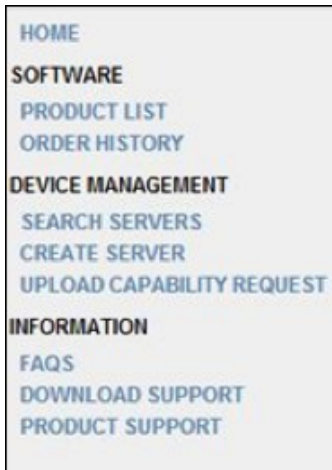 HOME
SOFTWARE
PRODUCT LIST
ORDER HISTORY
DEVICE MANAGEMENT
SEARCH SERVERS
CREATE SERVER
UPLOAD CAPABILITY REQUEST
INFORMATION
FAQS
DOWNLOAD SUPPORT
PRODUCT SUPPORT